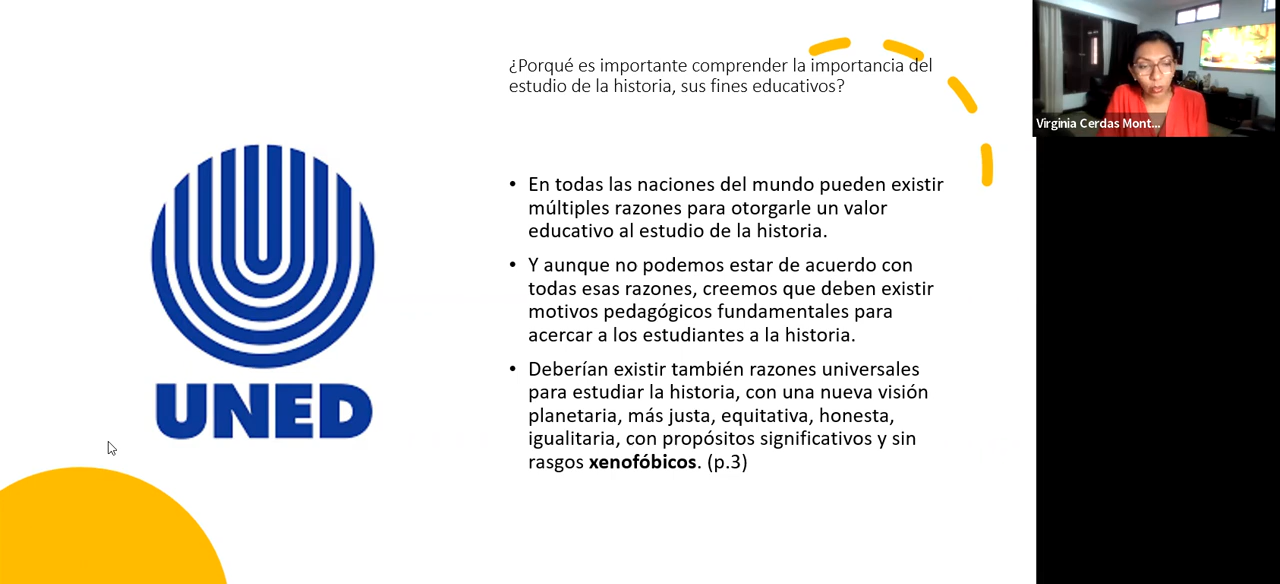 ¿Porqué es importante comprender la importancia del
estudio de la historia, sus fines educativos?
• En todas las naciones del mundo pueden existir
múltiples razones para otorgarle un valor
educativo al estudio de la historia.
• Y aunque no podemos estar de acuerdo con
todas esas razones, creemos que deben existir
motivos pedagógicos fundamentales para
acercar a los estudiantes a la historia.
• Deberían existir también razones universales
para estudiar la historia, con una nueva visión
planetaria, más justa, equitativa, honesta,
igualitaria, con propósitos significativos y sin
rasgos xenofóbicos. (p.3)
UNED
Virginia Cerdas Mont...